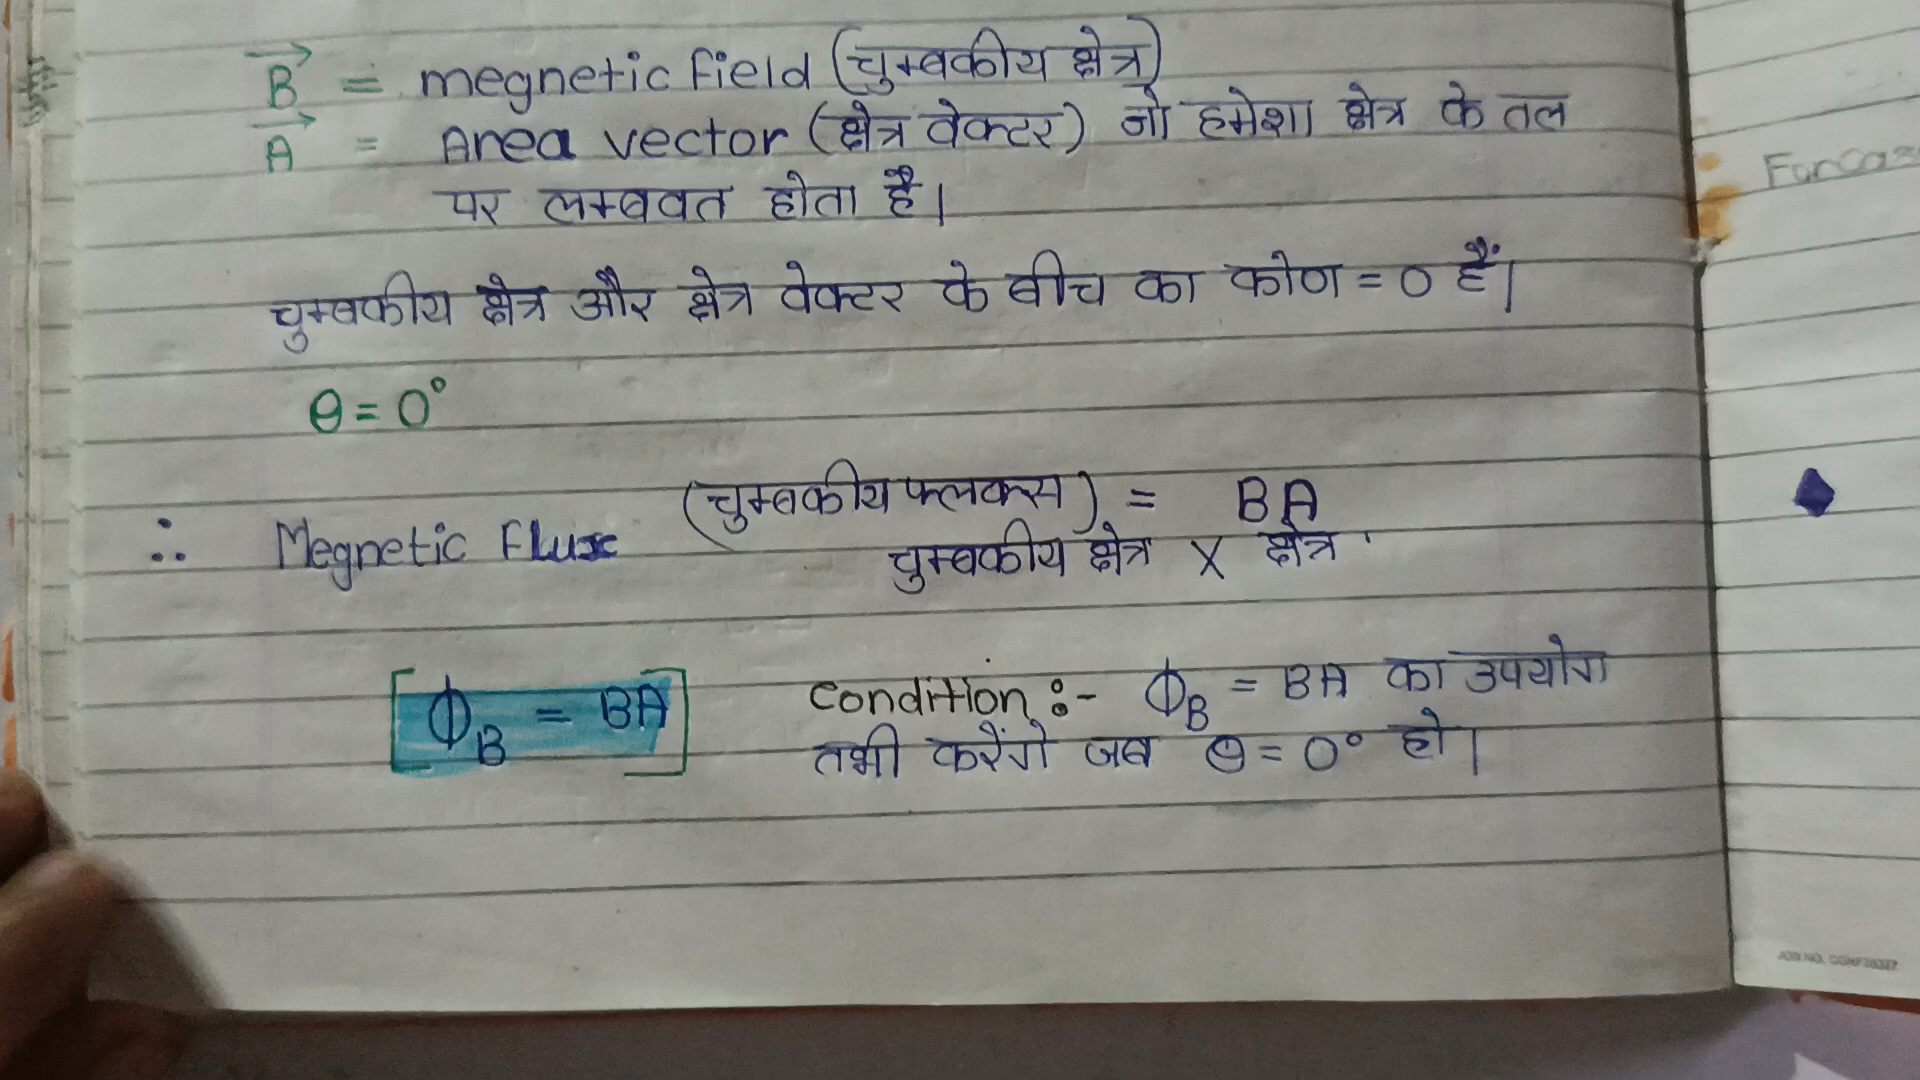 B⃗ = megnetic field (चुम्बकीय क्षेत्र)
A⃗ = Area vector (क्षेत्र वेक्टर) जो हमेशा क्षेत्र के तल
पर लम्बवत होता है।
चुम्बकीय क्षेत्र और क्षेत्र वेक्टर के बीच का कोण = 0 हैं।
θ = 0°
∴ Megnetic Flux (चुम्बकीय फ्लक्स) = BA
चुम्बकीय क्षेत्र X क्षेत्र
[ϕB = BA]
Condition :- ϕB = BA का उपयोग
तभी करेंगे जब θ = 0° हो।